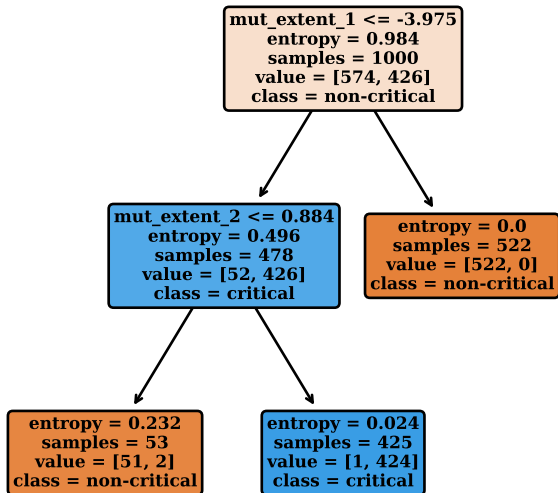 mut_extent_1 <= -3.975
entropy = 0.984
samples = 1000
value = [574, 426]
class = non-critical
mut_extent_2 <= 0.884
entropy = 0.496
samples = 478
value = [52, 426]
class = critical
entropy = 0.0
samples = 522
value = [522, 0]
class = non-critical
entropy = 0.232
samples = 53
value = [51, 2]
class = non-critical
entropy = 0.024
samples = 425
value = [1, 424]
class = critical